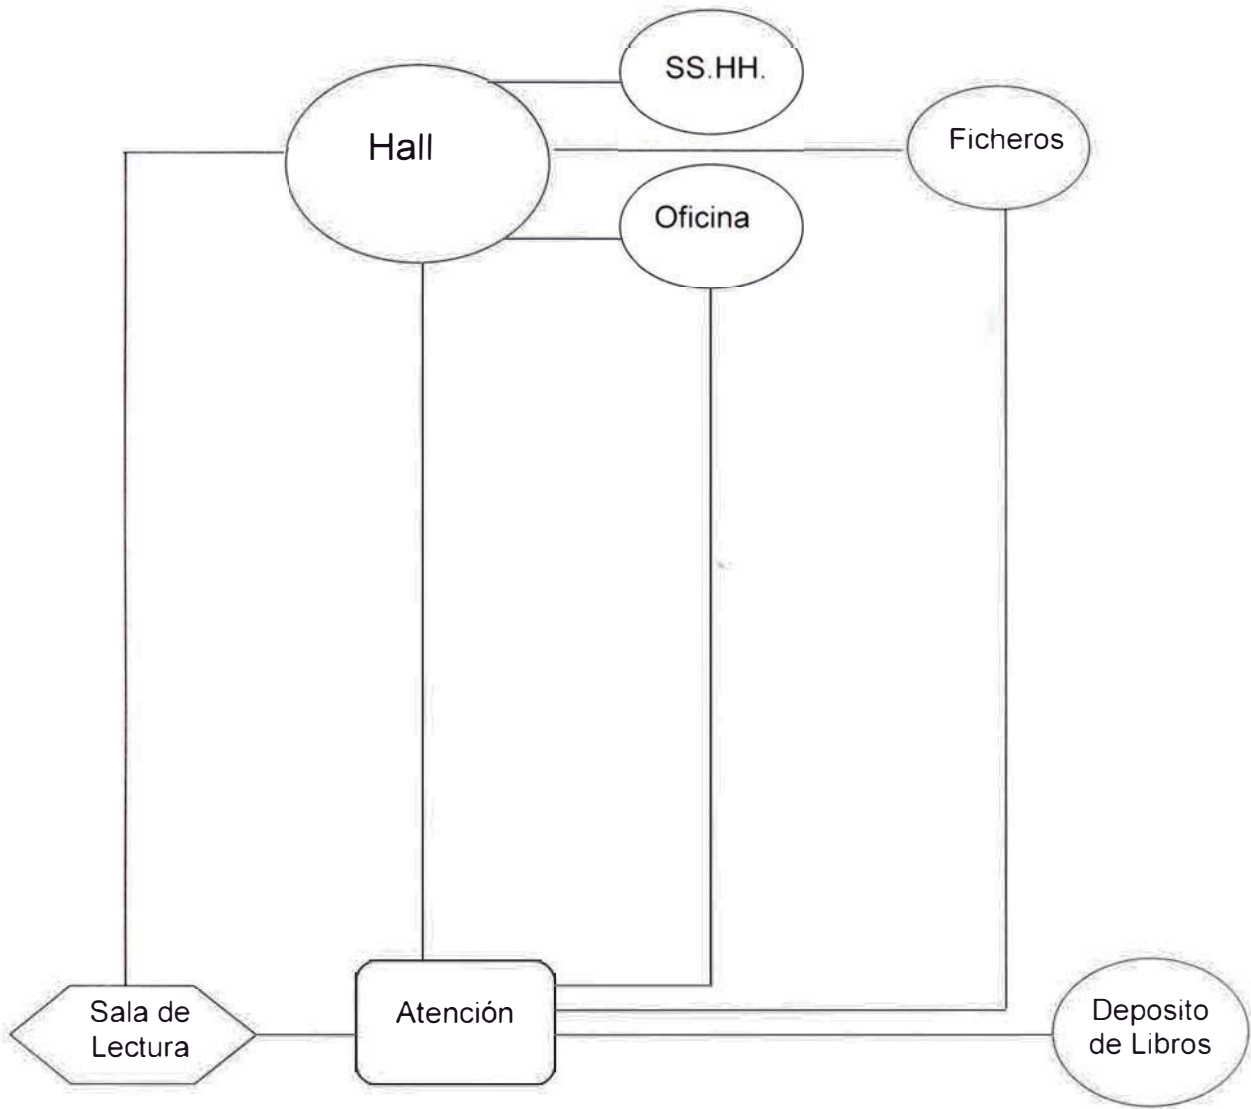 SS.HH.
Hall
Ficheros
Oficina
Sala de
Lectura
Atención
Deposito
de Libros